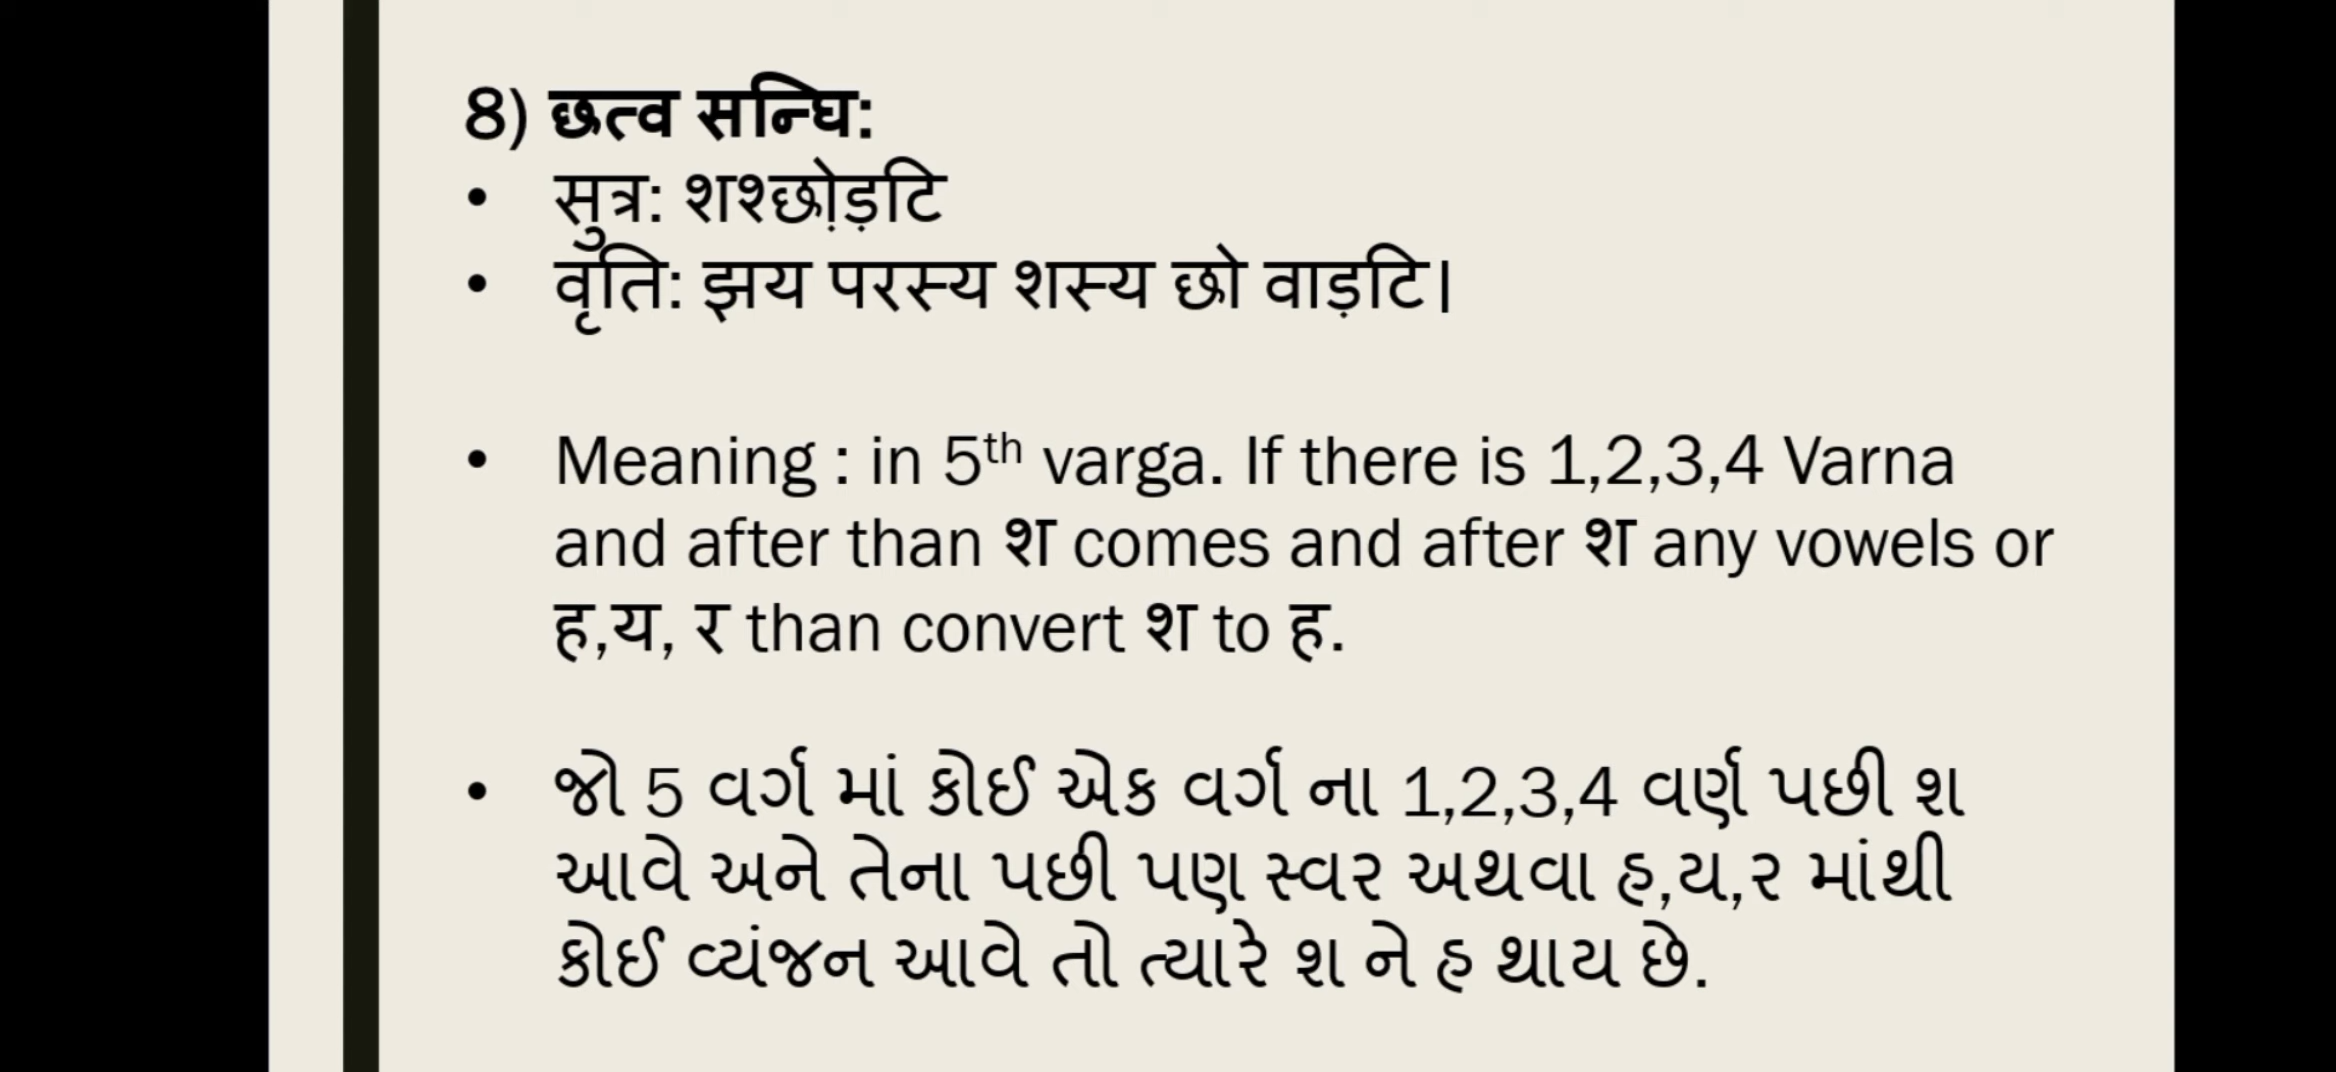 8) छत्व सन्घि:
• सुत्र: शश्छो़ड़टि
• वृति: झय परस्य शस्य छो वाड़टि।
• Meaning : in 5th varga. If there is 1,2,3,4 Varna
and after than श comes and after श any vowels or
ह,य, र than convert श to ह.
• જો 5 વર્ગ માં કોઈ એક વર્ગ ના 1,2,3,4 વર્ણ પછી શ
આવે અને તેના પછી પણ સ્વર અથવા હ,ય,ર માંથી
કોઈ વ્યંજન આવે તો ત્યારે શ ને હ થાય છે.